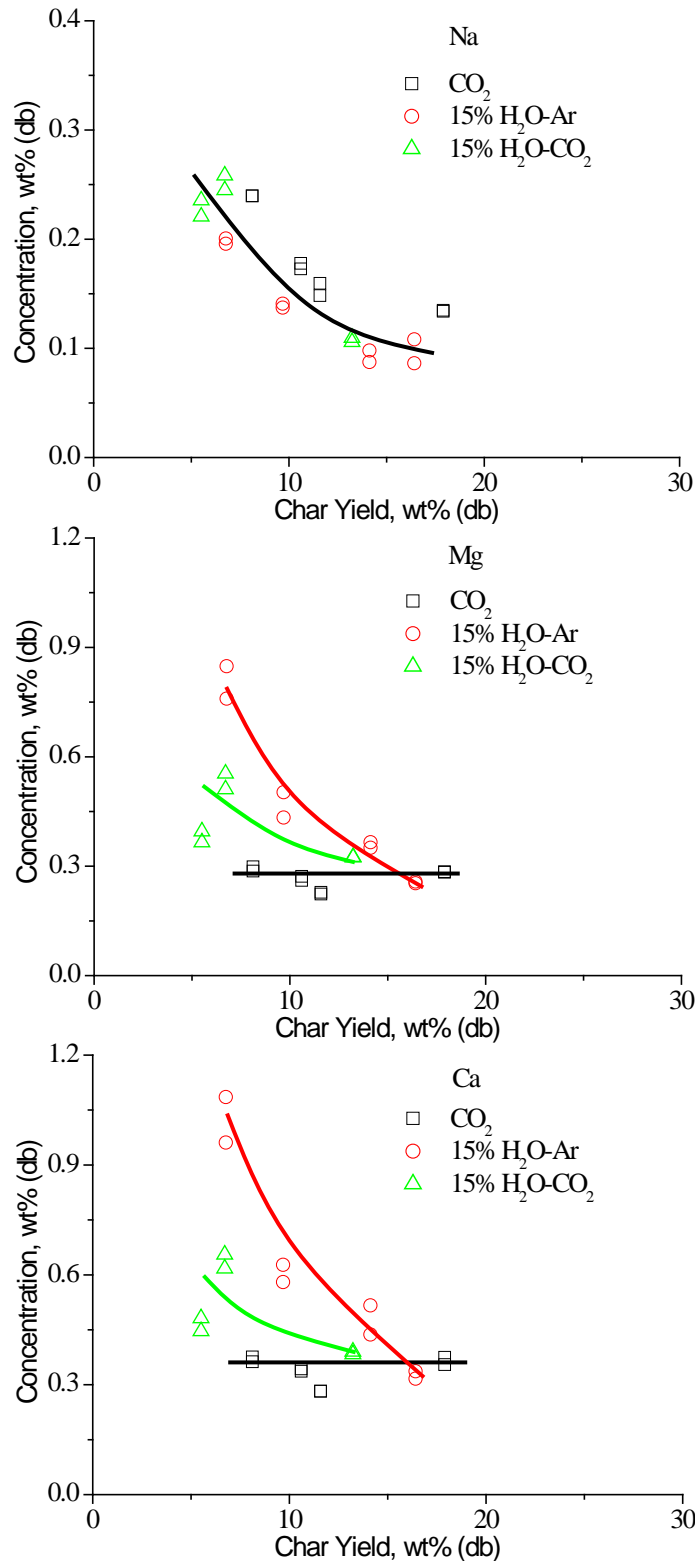 0.4
Na
CO₂
15% H₂O-Ar
0.3
15% H₂O-CO₂
0.2
0.1
0.0
0 10 20 30
Concentration, wt% (db)
Char Yield, wt% (db)
1.2
Mg
CO₂
15% H₂O-Ar
0.9
15% H₂O-CO₂
0.6
0.3
0.0
0 10 20 30
Concentration, wt% (db)
Char Yield, wt% (db)
1.2
Ca
CO₂
15% H₂O-Ar
0.9
15% H₂O-CO₂
0.6
0.3
0.0
0 10 20 30
Concentration, wt% (db)
Char Yield, wt% (db)